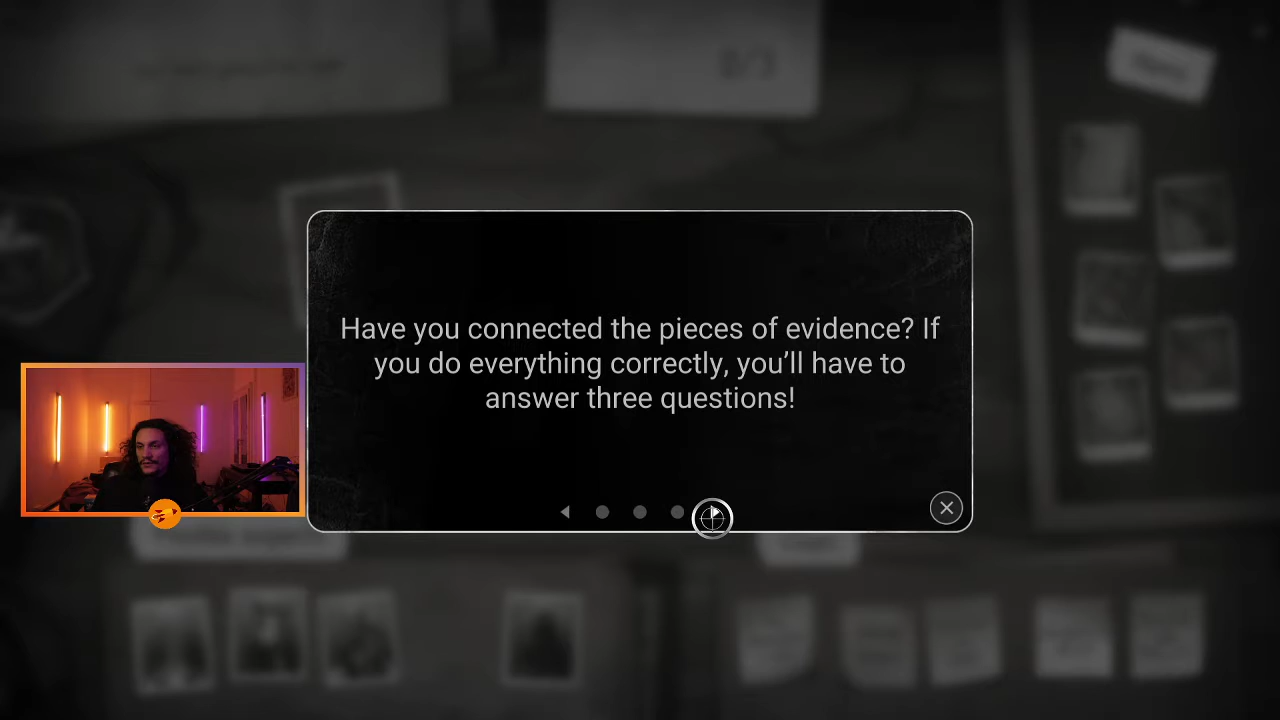 Have you connected the pieces of evidence? If
you do everything correctly, you’ll have to
answer three questions!